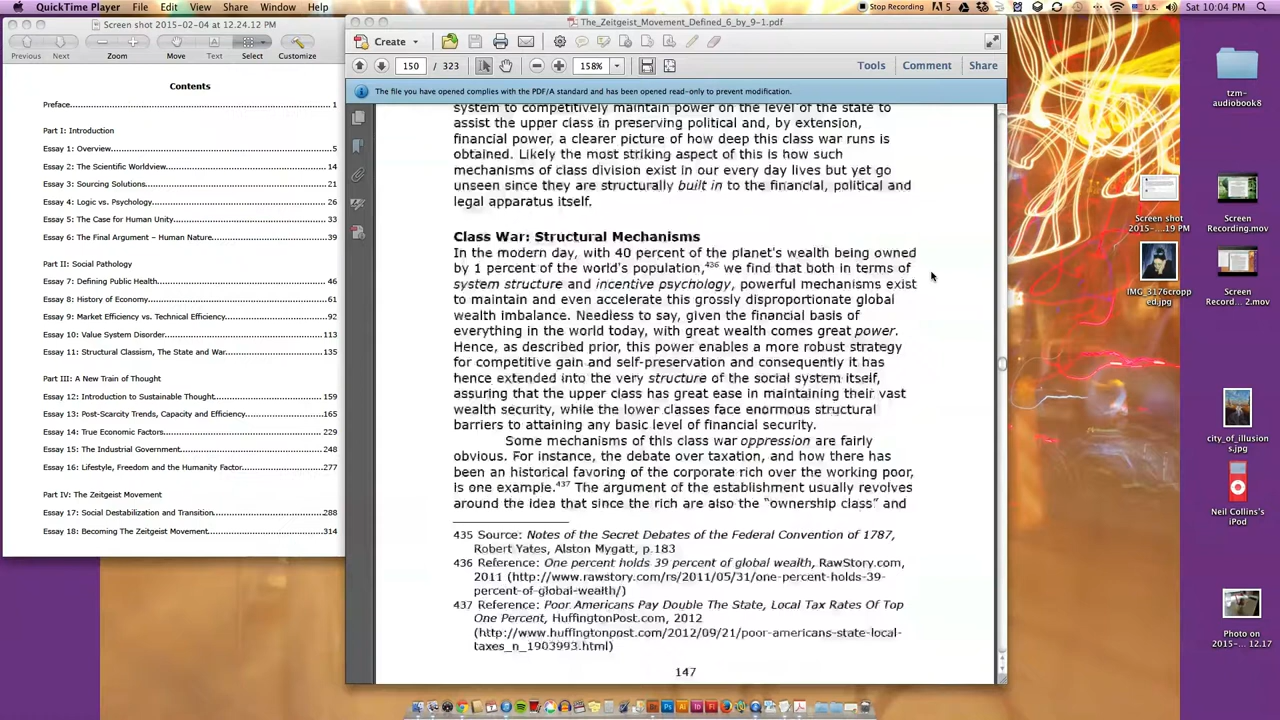 QuickTime Player File Edit View Share Window Help
Stop Recording
U.S.
Sat 10:04 PM
Screen shot 2015-02-04 at 12.24.12 PM
Previous Next Zoom Move Text Select Customize
Contents
Preface 1
Part I: Introduction
Essay 1: Overview 5
Essay 2: The Scientific Worldview 14
Essay 3: Sourcing Solutions 21
Essay 4: Logic vs. Psychology 26
Essay 5: The Case for Human Unity 33
Essay 6: The Final Argument – Human Nature 39
Part II: Social Pathology
Essay 7: Defining Public Health 46
Essay 8: History of Economy 61
Essay 9: Market Efficiency vs. Technical Efficiency 92
Essay 10: Value System Disorder 113
Essay 11: Structural Classism, The State and War 135
Part III: A New Train of Thought
Essay 12: Introduction to Sustainable Thought 159
Essay 13: Post-Scarcity Trends, Capacity and Efficiency 165
Essay 14: True Economic Factors 229
Essay 15: The Industrial Government 248
Essay 16: Lifestyle, Freedom and the Humanity Factor 277
Part IV: The Zeitgeist Movement
Essay 17: Social Destabilization and Transition 288
Essay 18: Becoming The Zeitgeist Movement 314
The_Zeitgeist_Movement_Defined_6_by_9-1.pdf
Create
150 / 323
158%
Tools Comment Share
The file you have opened complies with the PDF/A standard and has been opened read-only to prevent modification.
system to competitively maintain power on the level of the state to
assist the upper class in preserving political and, by extension,
financial power, a clearer picture of how deep this class war runs is
obtained. Likely the most striking aspect of this is how such
mechanisms of class division exist in our every day lives but yet go
unseen since they are structurally built in to the financial, political and
legal apparatus itself.
Class War: Structural Mechanisms
In the modern day, with 40 percent of the planet's wealth being owned
by 1 percent of the world's population,436 we find that both in terms of
system structure and incentive psychology, powerful mechanisms exist
to maintain and even accelerate this grossly disproportionate global
wealth imbalance. Needless to say, given the financial basis of
everything in the world today, with great wealth comes great power.
Hence, as described prior, this power enables a more robust strategy
for competitive gain and self-preservation and consequently it has
hence extended into the very structure of the social system itself,
assuring that the upper class has great ease in maintaining their vast
wealth security, while the lower classes face enormous structural
barriers to attaining any basic level of financial security.
Some mechanisms of this class war oppression are fairly
obvious. For instance, the debate over taxation, and how there has
been an historical favoring of the corporate rich over the working poor,
is one example.437 The argument of the establishment usually revolves
around the idea that since the rich are also the “ownership class” and
435 Source: Notes of the Secret Debates of the Federal Convention of 1787,
Robert Yates, Alston Mygatt, p.183
436 Reference: One percent holds 39 percent of global wealth, RawStory.com,
2011 (http://www.rawstory.com/rs/2011/05/31/one-percent-holds-39-
percent-of-global-wealth/)
437 Reference: Poor Americans Pay Double The State, Local Tax Rates Of Top
One Percent, HuffingtonPost.com, 2012
(http://www.huffingtonpost.com/2012/09/21/poor-americans-state-local-
taxes_n_1903993.html)
147
tzm-
audiobook8
Screen shot
2015-...19 PM
Screen
Recording.mov
IMG_3176cropp
ed.jpg
Screen
Record... 2.mov
city_of_illusion
s.jpg
Neil Collins's
iPod
Photo on
2015-...12.17